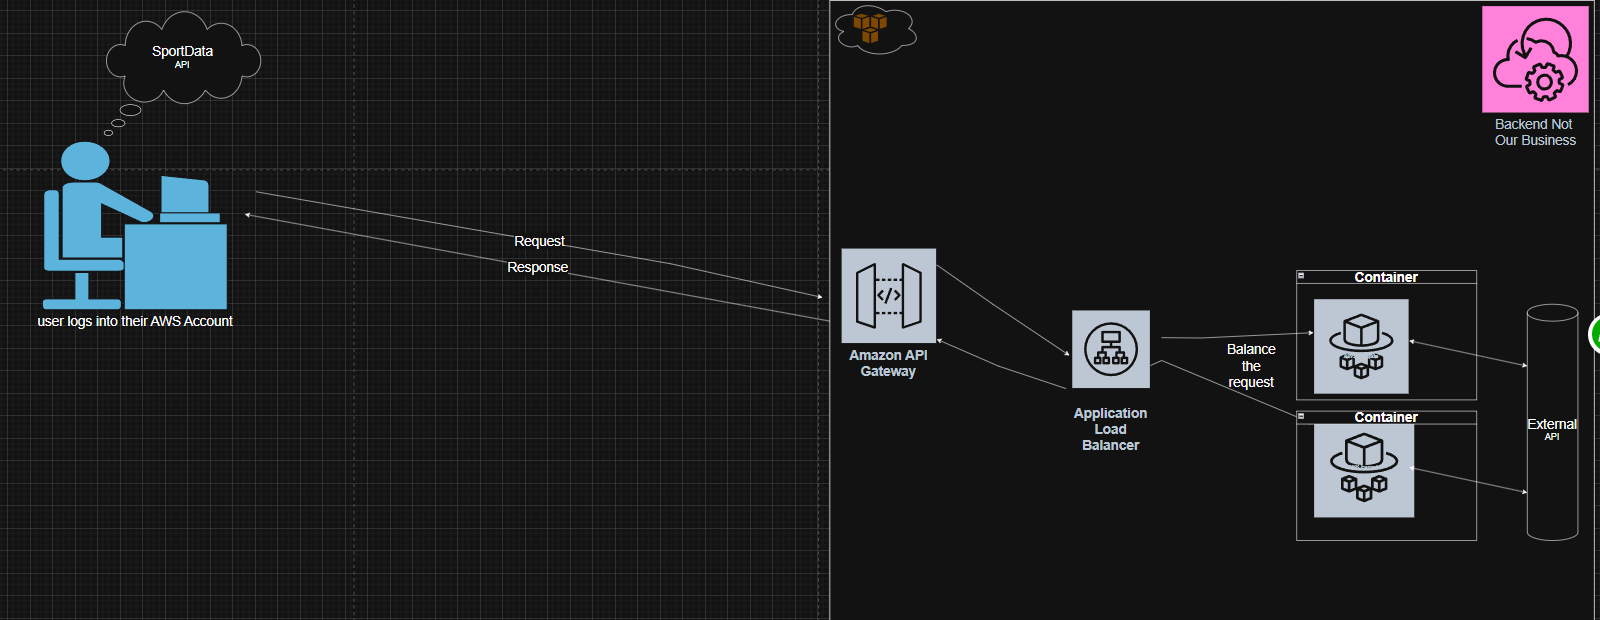 SportData
API
user logs into their AWS Account
Request
Response
Backend Not
Our Business
Amazon API
Gateway
Application
Load
Balancer
Balance
the
request
Container
Container
External
API